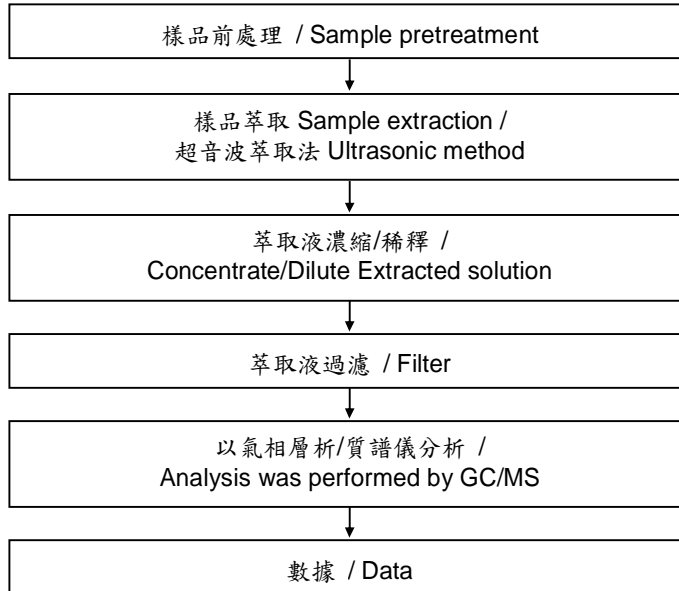 樣品前處理 / Sample pretreatment
樣品萃取 Sample extraction /
超音波萃取法 Ultrasonic method
萃取液濃縮/稀釋 /
Concentrate/Dilute Extracted solution
萃取液過濾 / Filter
以氣相層析/質譜儀分析 /
Analysis was performed by GC/MS
數據 / Data